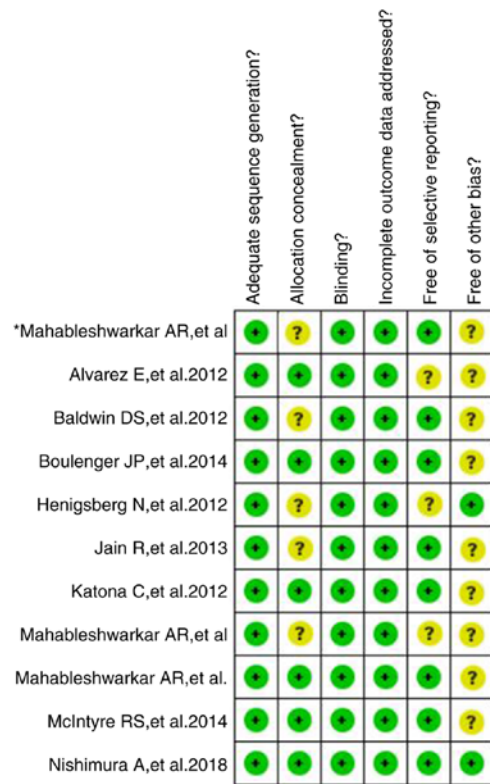 Adequate sequence generation?
Allocation concealment?
Blinding?
Incomplete outcome data addressed?
Free of selective reporting?
Free of other bias?
*Mahableshwarkar AR,et al + ? + + + ?
Alvarez E,et al.2012 + + + + ? ?
Baldwin DS,et al.2012 + ? + + + ?
Boulenger JP,et al.2014 + + + + + ?
Henigsberg N,et al.2012 + ? + + ? +
Jain R,et al.2013 + ? + + + ?
Katona C,et al.2012 + + + + + ?
Mahableshwarkar AR,et al + ? + + ? ?
Mahableshwarkar AR,et al. + + + + + ?
McIntyre RS,et al.2014 + + + + + ?
Nishimura A,et al.2018 + + + + + +